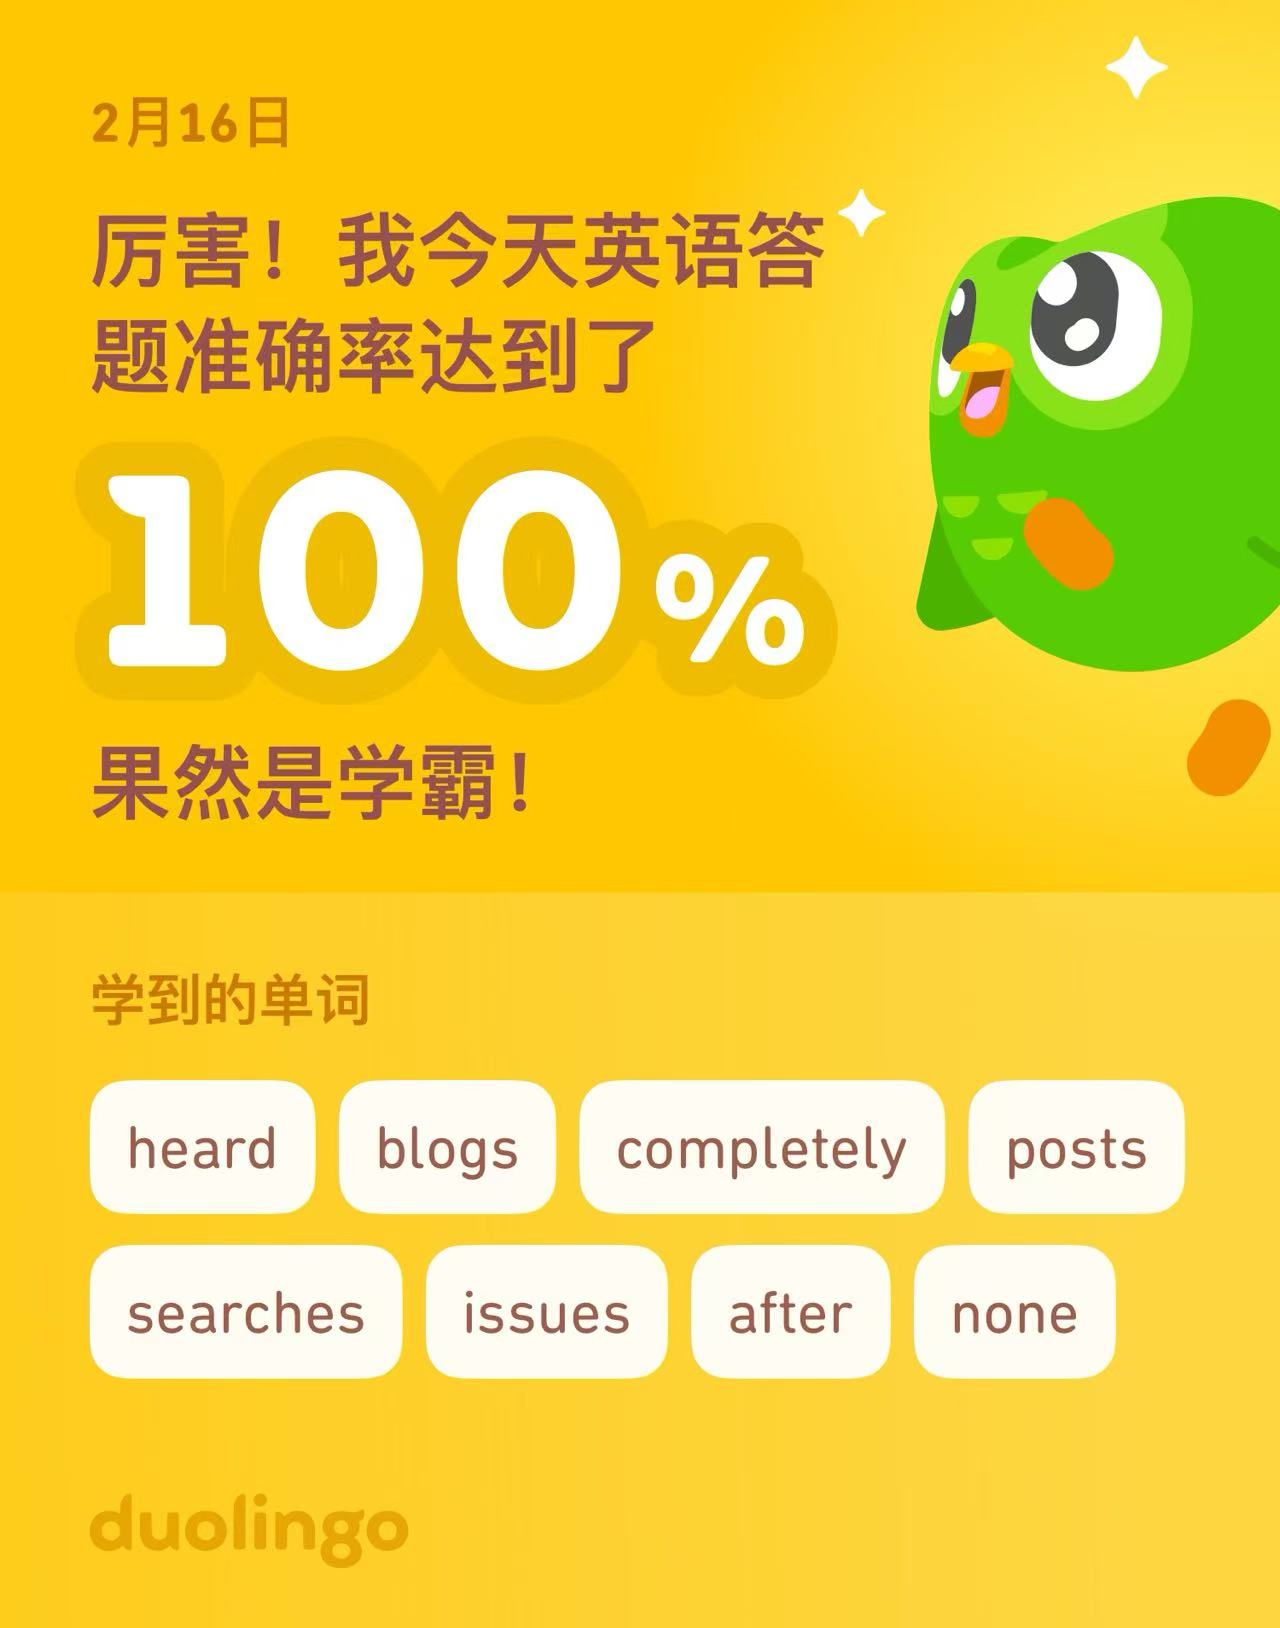 2月16日
厉害！我今天英语答
题准确率达到了
100%
果然是学霸！
学到的单词
heard blogs completely posts
searches issues after none
duolingo